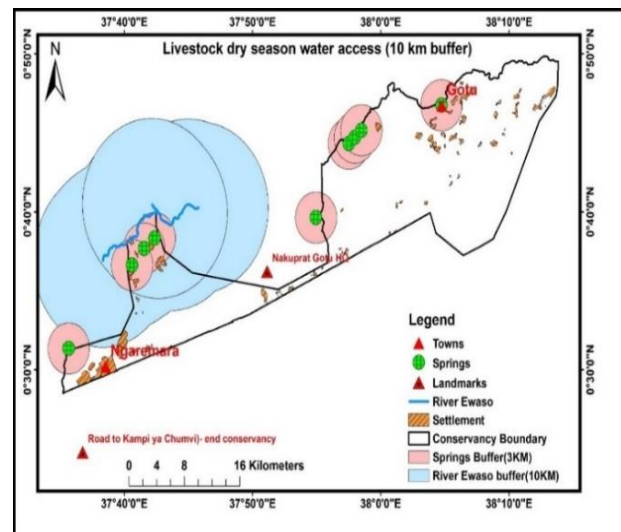 37°40'0"E 37°50'0"E 38°0'0"E 38°10'0"E
Livestock dry season water access (10 km buffer)
N
0°50'0"N
0°50'0"N
Gotu
0°40'0"N
0°40'0"N
Nakuprat Gotu HQ
Ngaremara
0°30'0"N
0°30'0"N
Legend
Towns
Springs
Landmarks
River Ewaso
Settlement
Conservancy Boundary
Springs Buffer(3KM)
River Ewaso buffer(10KM)
Road to Kampi ya Chumvi)- end conservancy
0 4 8 16 Kilometers
37°40'0"E 37°50'0"E 38°0'0"E 38°10'0"E